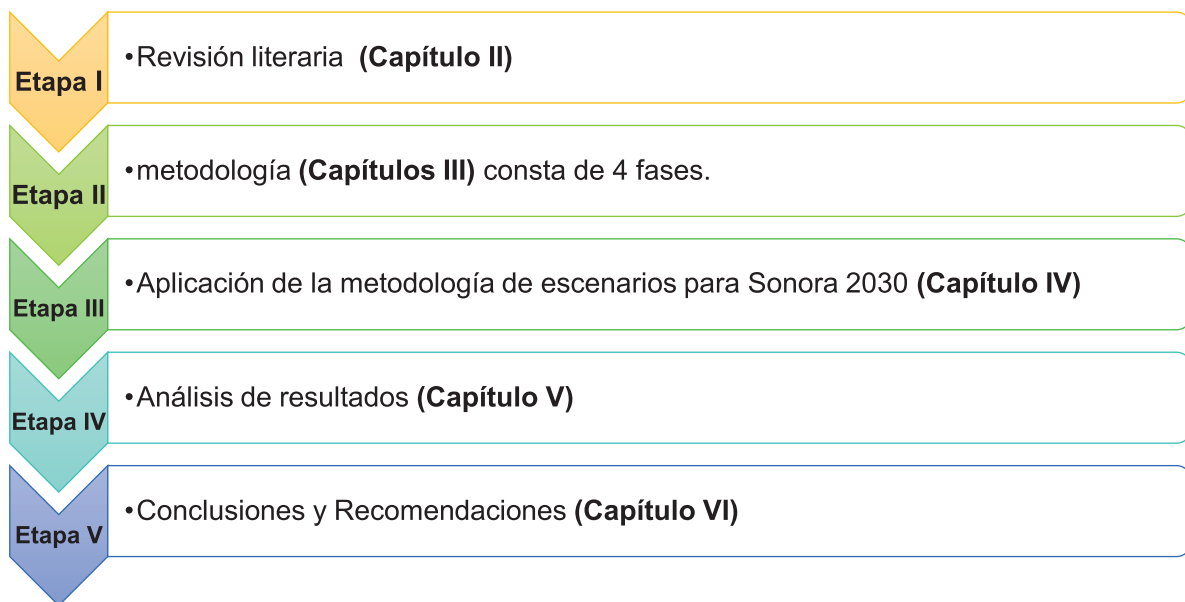 Etapa I
•Revisión literaria (Capítulo II)
Etapa II
•metodología (Capítulos III) consta de 4 fases.
Etapa III
•Aplicación de la metodología de escenarios para Sonora 2030 (Capítulo IV)
Etapa IV
•Análisis de resultados (Capítulo V)
Etapa V
•Conclusiones y Recomendaciones (Capítulo VI)